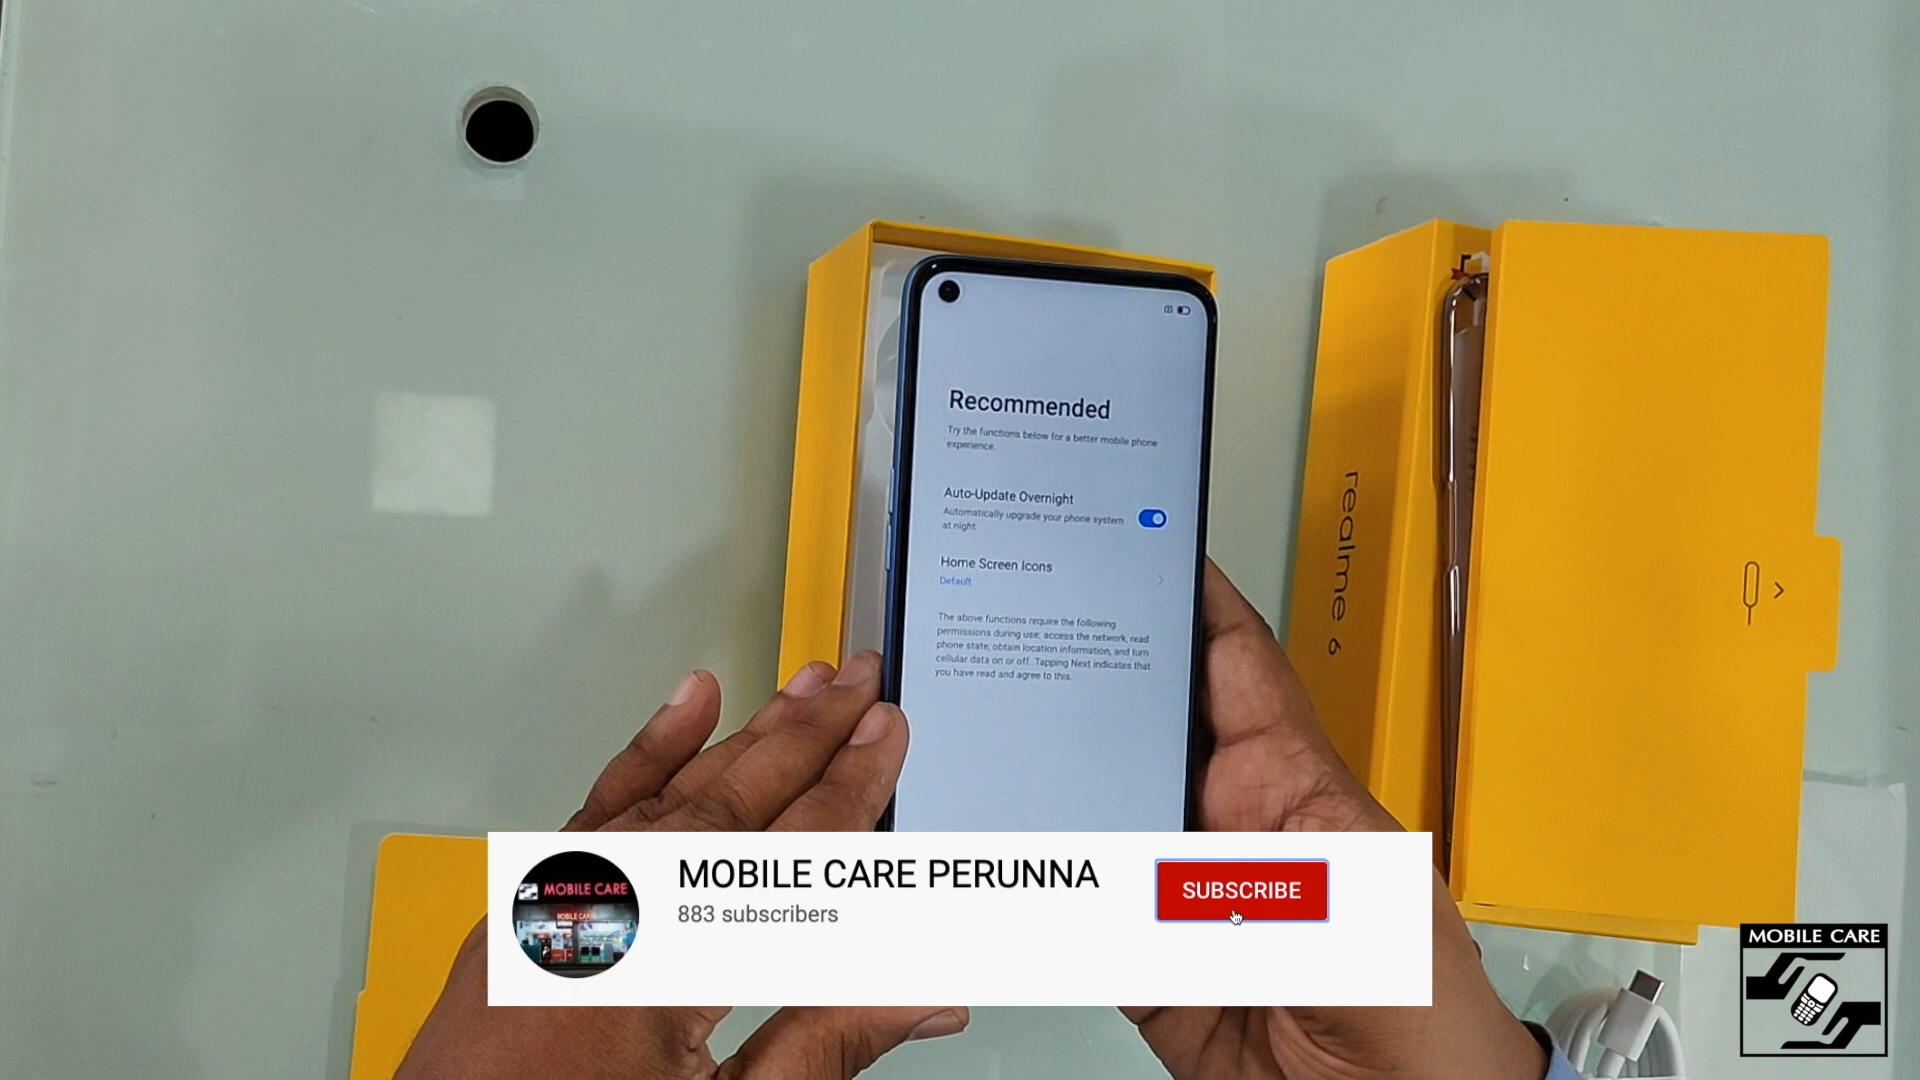 Recommended
Try the functions below for a better mobile phone
experience.
Auto-Update Overnight
Automatically upgrade your phone system
at night
Home Screen Icons
Default
The above functions require the following
permissions during use: access the network, read
phone state, obtain location information, and turn
cellular data on or off. Tapping Next indicates that
you have read and agree to this.
realme 6
MOBILE CARE
MOBILE CARE
MOBILE CARE PERUNNA
883 subscribers
SUBSCRIBE
MOBILE CARE